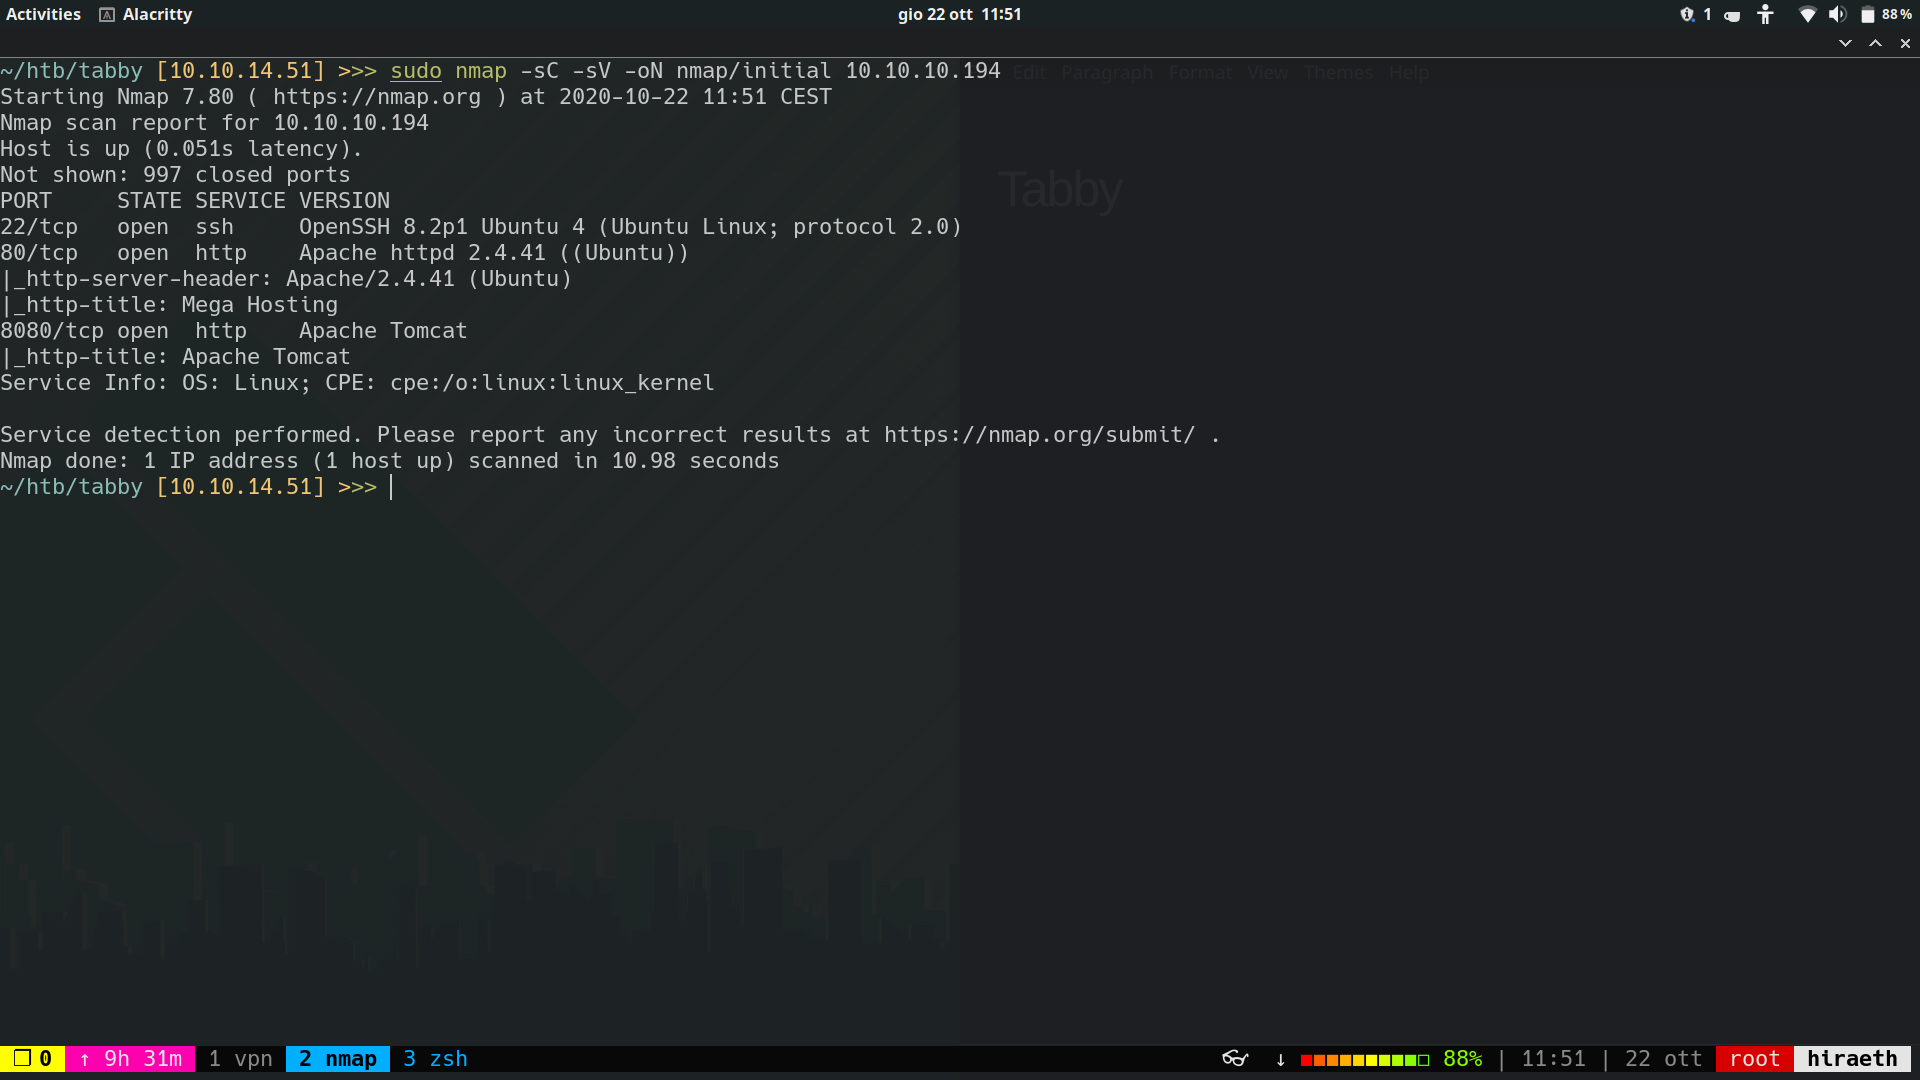 Activities Alacritty gio 22 ott 11:51 1 88%
~/htb/tabby [10.10.14.51] >>> sudo nmap -sC -sV -oN nmap/initial 10.10.10.194 Edit Paragraph Format View Themes Help
Starting Nmap 7.80 ( https://nmap.org ) at 2020-10-22 11:51 CEST
Nmap scan report for 10.10.10.194
Host is up (0.051s latency).
Not shown: 997 closed ports
PORT     STATE SERVICE VERSION
Tabby
22/tcp   open  ssh     OpenSSH 8.2p1 Ubuntu 4 (Ubuntu Linux; protocol 2.0)
80/tcp   open  http    Apache httpd 2.4.41 ((Ubuntu))
|_http-server-header: Apache/2.4.41 (Ubuntu)
|_http-title: Mega Hosting
8080/tcp open  http    Apache Tomcat
|_http-title: Apache Tomcat
Service Info: OS: Linux; CPE: cpe:/o:linux:linux_kernel
Service detection performed. Please report any incorrect results at https://nmap.org/submit/ .
Nmap done: 1 IP address (1 host up) scanned in 10.98 seconds
~/htb/tabby [10.10.14.51] >>>
❐ 0 ↑ 9h 31m 1 vpn 2 nmap 3 zsh ↓ 88% | 11:51 | 22 ott root hiraeth